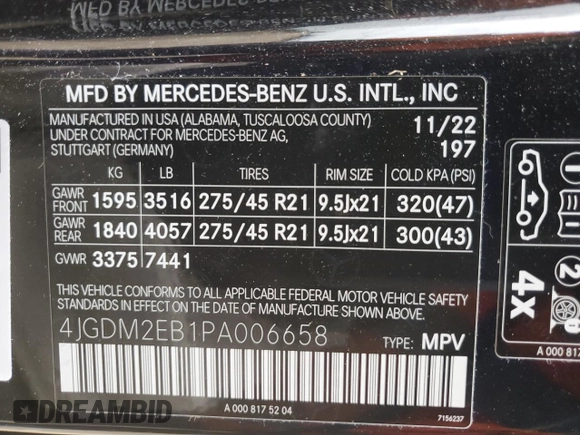 MFD BY MERCEDES-BENZ U.S. INTL., INC
MANUFACTURED IN USA (ALABAMA, TUSCALOOSA COUNTY) 11/22
UNDER CONTRACT FOR MERCEDES-BENZ AG,
STUTTGART (GERMANY) 197
KG LB TIRES RIM SIZE COLD KPA (PSI)
GAWR FRONT 1595 3516 275/45 R21 9.5Jx21 320(47)
GAWR REAR 1840 4057 275/45 R21 9.5Jx21 300(43)
GVWR 3375 7441
THIS VEHICLE CONFORMS TO ALL APPLICABLE FEDERAL MOTOR VEHICLE SAFETY
STANDARDS IN EFFECT ON THE DATE OF MANUFACTURE SHOWN ABOVE.
4JGDM2EB1PA006658 TYPE: MPV
A 000 817 52 04
7156237
2
4x
A 000 817
DREAMBID